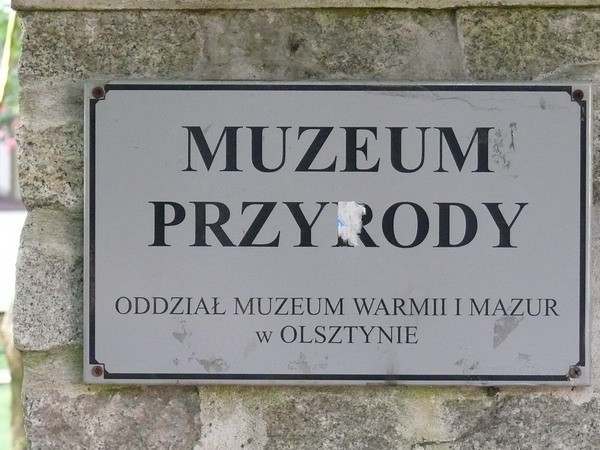 MUZEUM
PRZYRODY
ODDZIAŁ MUZEUM WARMII I MAZUR
w OLSZTYNIE